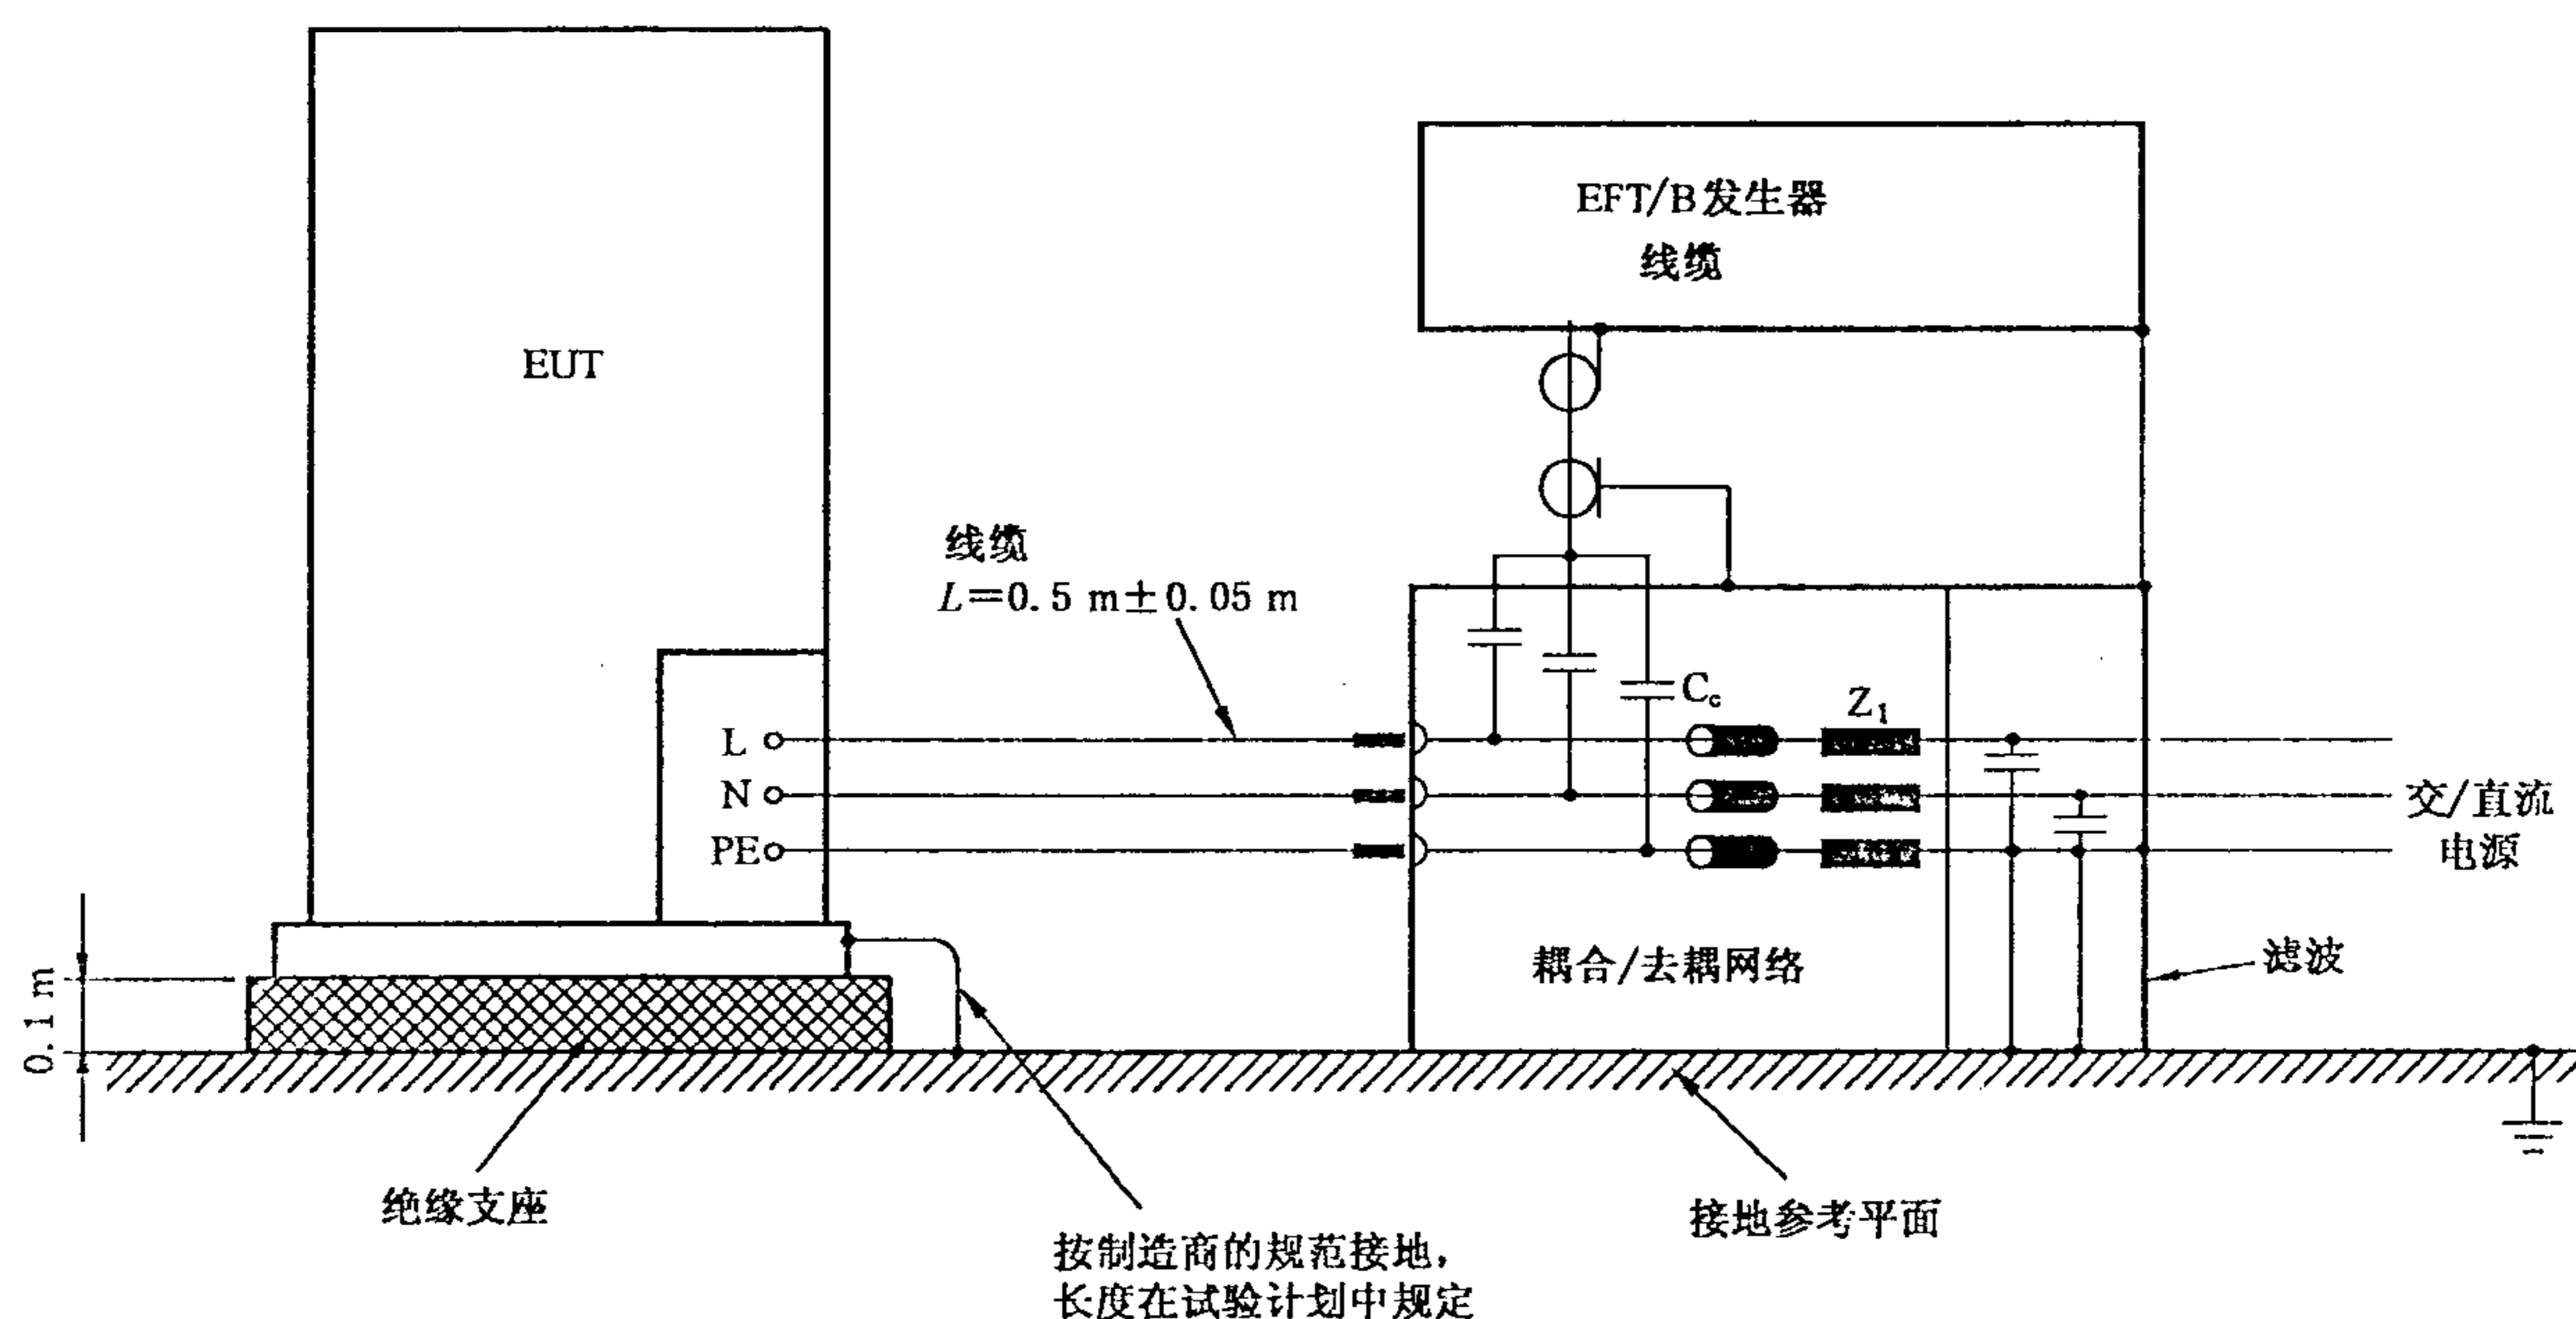 EFT/B发生器
线缆
EUT
线缆
L=0.5 m±0.05 m
Cc
Z1
L
N
PE
交/直流
电源
耦合/去耦网络
滤波
0.1 m
绝缘支座
接地参考平面
按制造商的规范接地,
长度在试验计划中规定